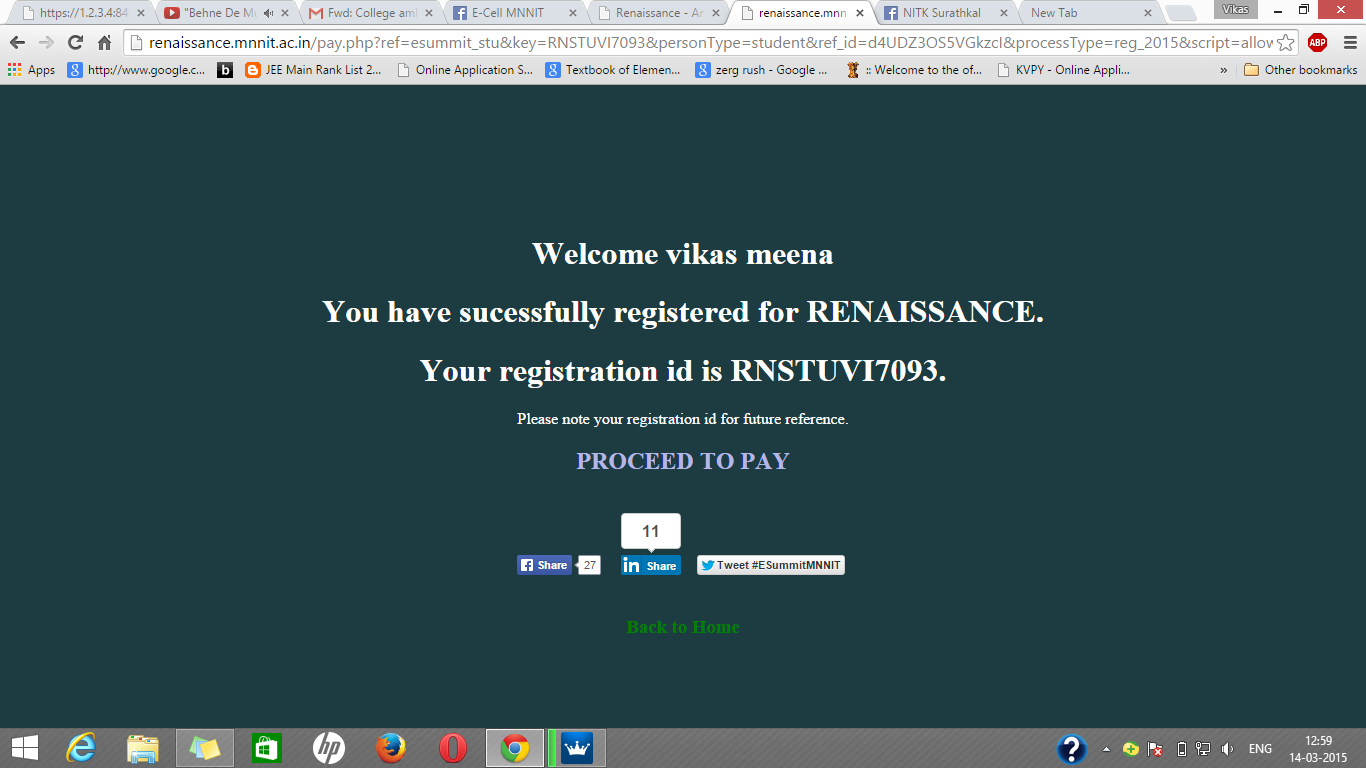 https://1.2.3.4:84
"Behne De Mu
Fwd: College am
E-Cell MNNIT
Renaissance - An
renaissance.mnn
NITK Surathkal
New Tab
Vikas
renaissance.mnnit.ac.in/pay.php?ref=esummit_stu&key=RNSTUVI7093&personType=student&ref_id=d4UDZ3OS5VGkzcI&processType=reg_2015&script=allow
ABP
Apps
http://www.google.c...
b
JEE Main Rank List 2...
Online Application S...
Textbook of Elemen...
zerg rush - Google ...
:: Welcome to the of...
KVPY - Online Appli...
»
Other bookmarks
Welcome vikas meena
You have sucessfully registered for RENAISSANCE.
Your registration id is RNSTUVI7093.
Please note your registration id for future reference.
PROCEED TO PAY
11
Share 27
in Share
Tweet #ESummitMNNIT
Back to Home
hp
?
ENG
12:59
14-03-2015